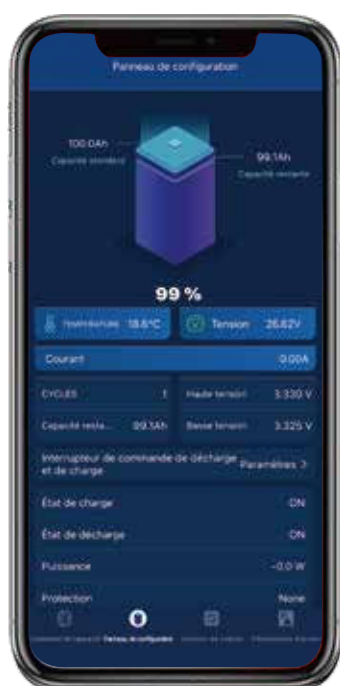 Panneau de configuration
100.0Ah
Capacité standard
99.1Ah
Capacité restante
99 %
Température 18.6°C
Tension 26.62V
Courant 0.00A
CYCLES 1
Haute tension 3.330 V
Capacité resta... 99.1Ah
Basse tension 3.325 V
Interrupteur de commande de décharge
et de charge
Paramètres >
État de charge ON
État de décharge ON
Puissance -0.0 W
Protection None
Panneau de configuration